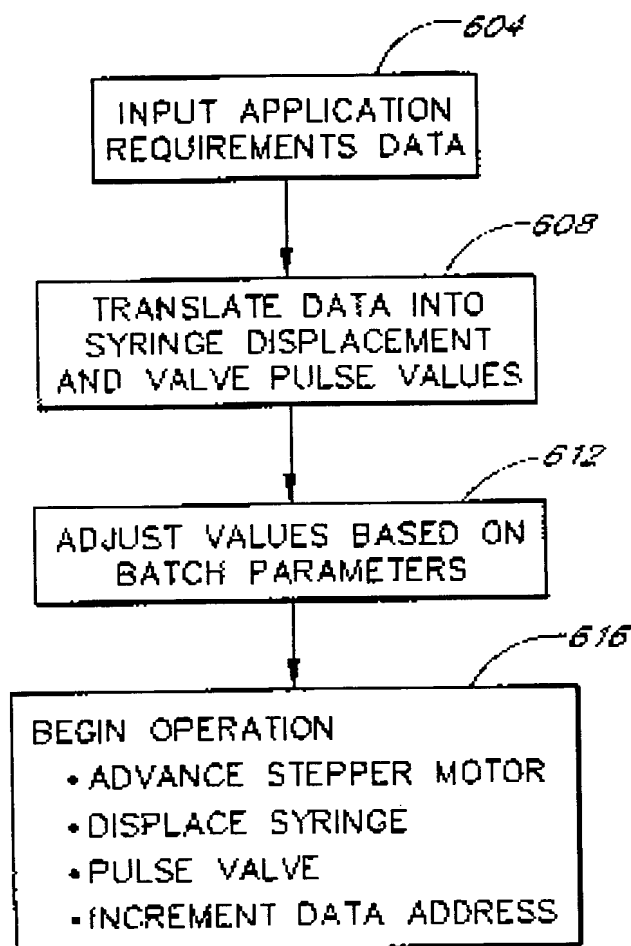 604
INPUT APPLICATION
REQUIREMENTS DATA
608
TRANSLATE DATA INTO
SYRINGE DISPLACEMENT
AND VALVE PULSE VALUES
612
ADJUST VALUES BASED ON
BATCH PARAMETERS
616
BEGIN OPERATION
• ADVANCE STEPPER MOTOR
• DISPLACE SYRINGE
• PULSE VALVE
• INCREMENT DATA ADDRESS